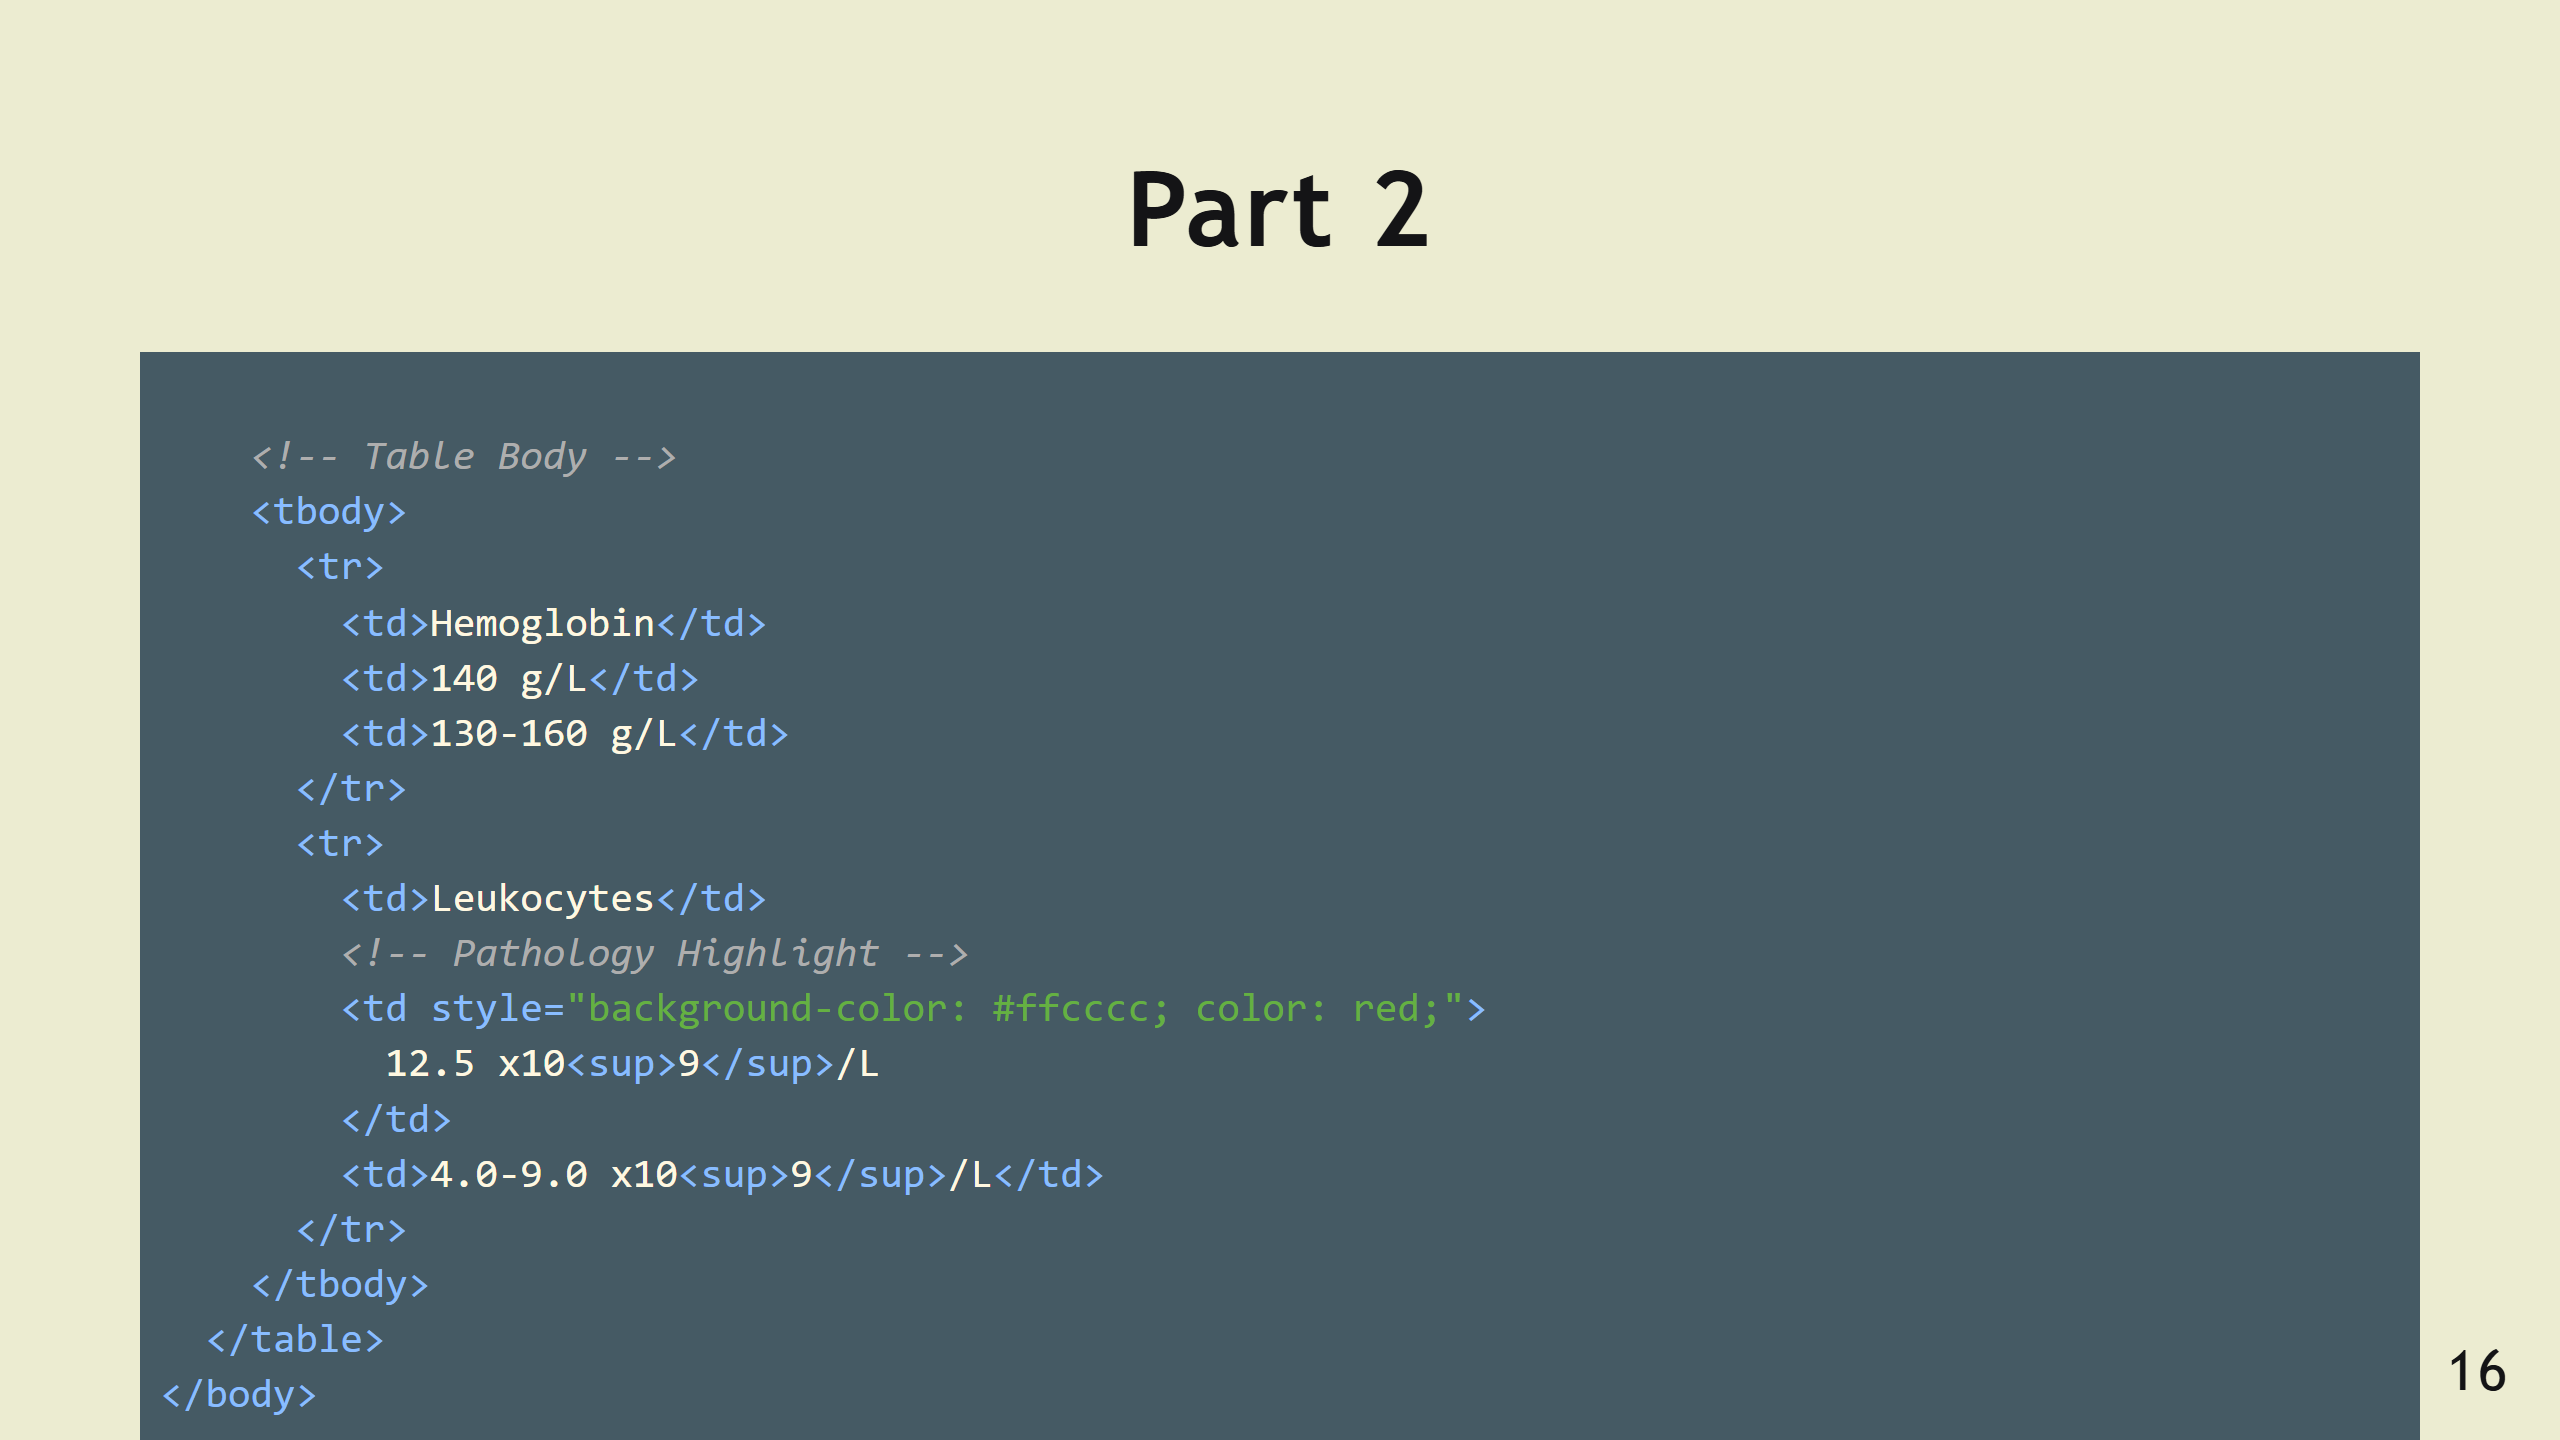 Part 2
<!-- Table Body -->
<tbody>
<tr>
<td>Hemoglobin</td>
<td>140 g/L</td>
<td>130-160 g/L</td>
</tr>
<tr>
<td>Leukocytes</td>
<!-- Pathology Highlight -->
<td style="background-color: #ffcccc; color: red;">
12.5 x10<sup>9</sup>/L
</td>
<td>4.0-9.0 x10<sup>9</sup>/L</td>
</tr>
</tbody>
</table>
</body>
16